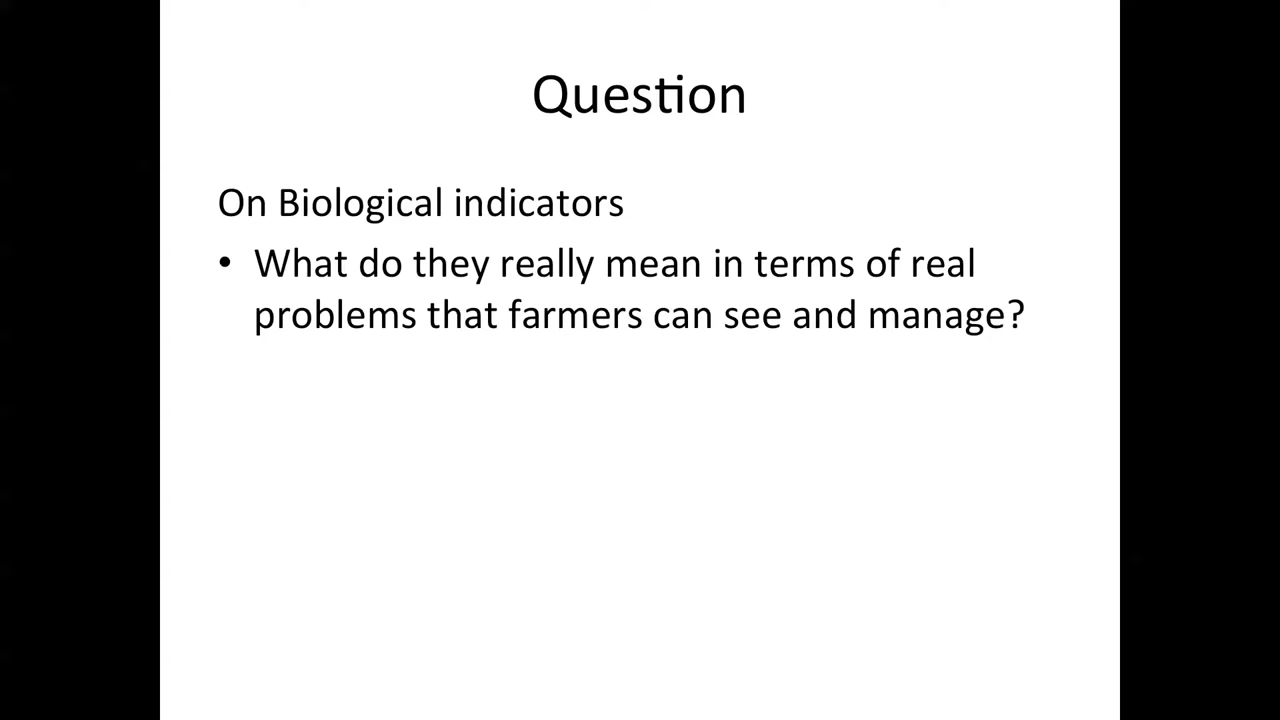 Question
On Biological indicators
• What do they really mean in terms of real
problems that farmers can see and manage?